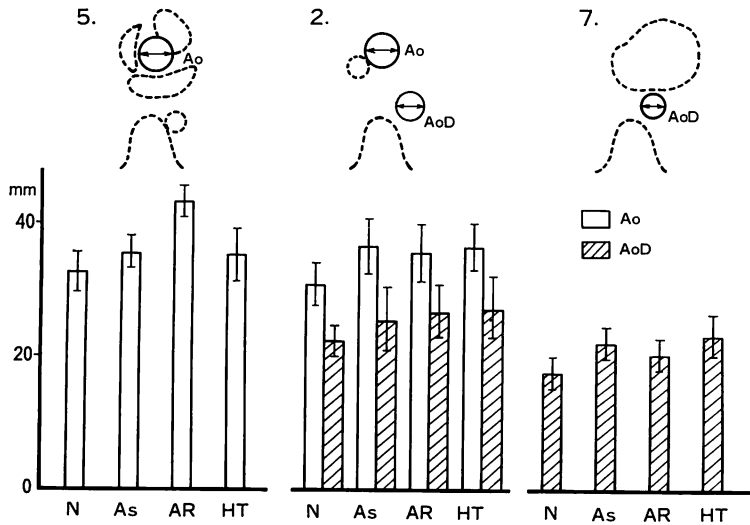 5. 2. 7.
Ao Ao
AoD AoD
mm
40
20
0
Ao
AoD
N As AR HT N As AR HT N As AR HT